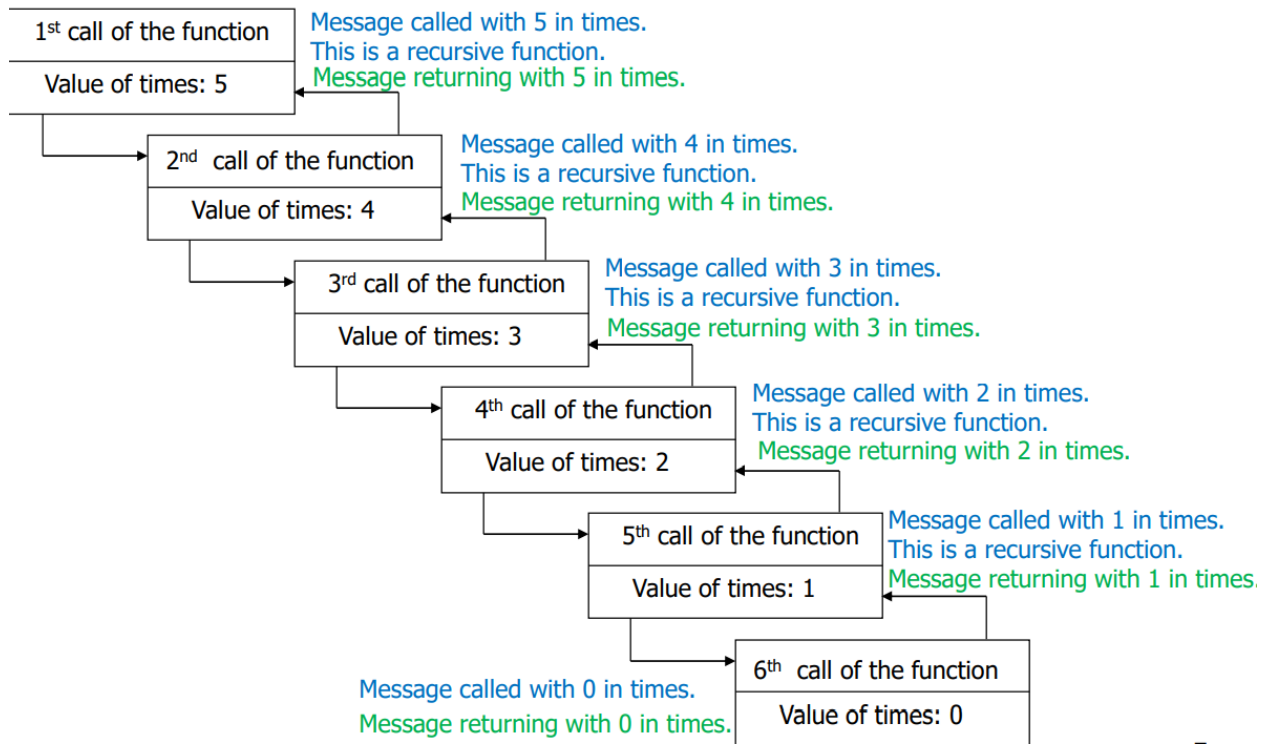 1st call of the function
Value of times: 5
Message called with 5 in times.
This is a recursive function.
Message returning with 5 in times.
2nd call of the function
Value of times: 4
Message called with 4 in times.
This is a recursive function.
Message returning with 4 in times.
3rd call of the function
Value of times: 3
Message called with 3 in times.
This is a recursive function.
Message returning with 3 in times.
4th call of the function
Value of times: 2
Message called with 2 in times.
This is a recursive function.
Message returning with 2 in times.
5th call of the function
Value of times: 1
Message called with 1 in times.
This is a recursive function.
Message returning with 1 in times.
6th call of the function
Value of times: 0
Message called with 0 in times.
Message returning with 0 in times.